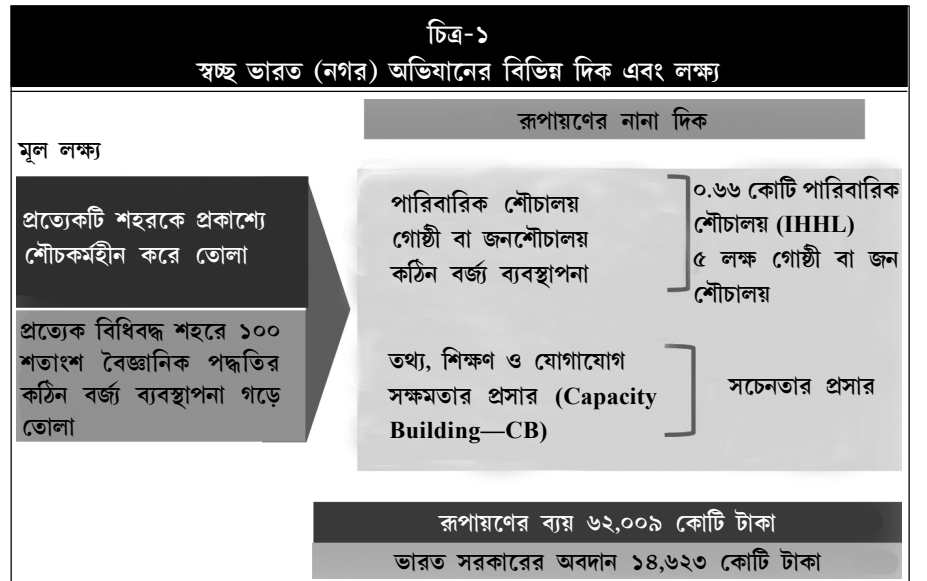 চিত্র-১
স্বচ্ছ ভারত (নগর) অভিযানের বিভিন্ন দিক এবং লক্ষ্য
রূপায়ণের নানা দিক
মূল লক্ষ্য
প্রত্যেকটি শহরকে প্রকাশ্যে
শৌচকর্মহীন করে তোলা
প্রত্যেক বিধিবদ্ধ শহরে ১০০
শতাংশ বৈজ্ঞানিক পদ্ধতির
কঠিন বর্জ্য ব্যবস্থাপনা গড়ে
তোলা
পারিবারিক শৌচালয়
গোষ্ঠী বা জনশৌচালয়
কঠিন বর্জ্য ব্যবস্থাপনা
০.৬৬ কোটি পারিবারিক
শৌচালয় (IHHL)
৫ লক্ষ গোষ্ঠী বা জন
শৌচালয়
তথ্য, শিক্ষণ ও যোগাযোগ
সক্ষমতার প্রসার (Capacity
Building—CB)
সচেনতার প্রসার
রূপায়ণের ব্যয় ৬২,০০৯ কোটি টাকা
ভারত সরকারের অবদান ১৪,৬২৩ কোটি টাকা